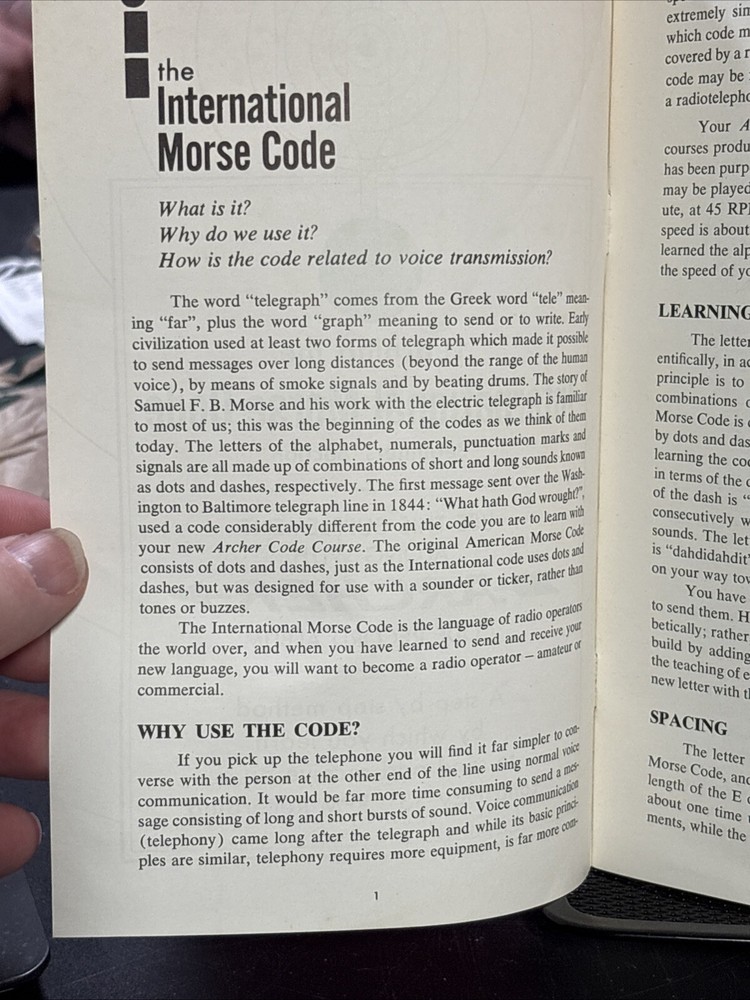 the
International
Morse Code
What is it?
Why do we use it?
How is the code related to voice transmission?
The word “telegraph” comes from the Greek word “tele” mean-
ing “far”, plus the word “graph” meaning to send or to write. Early
civilization used at least two forms of telegraph which made it possible
to send messages over long distances (beyond the range of the human
voice), by means of smoke signals and by beating drums. The story of
Samuel F. B. Morse and his work with the electric telegraph is familiar
to most of us; this was the beginning of the codes as we think of them
today. The letters of the alphabet, numerals, punctuation marks and
signals are all made up of combinations of short and long sounds known
as dots and dashes, respectively. The first message sent over the Wash-
ington to Baltimore telegraph line in 1844: “What hath God wrought?”,
used a code considerably different from the code you are to learn with
your new Archer Code Course. The original American Morse Code
consists of dots and dashes, just as the International code uses dots and
dashes, but was designed for use with a sounder or ticker, rather than
tones or buzzes.
The International Morse Code is the language of radio operators
the world over, and when you have learned to send and receive your
new language, you will want to become a radio operator – amateur or
commercial.
WHY USE THE CODE?
If you pick up the telephone you will find it far simpler to con-
verse with the person at the other end of the line using normal voice
communication. It would be far more time consuming to send a mes-
sage consisting of long and short bursts of sound. Voice communication
(telephony) came long after the telegraph and while its basic princi-
ples are similar, telephony requires more equipment, is far more com-
1
extremely sim
which code m
covered by a r
code may be
a radiotelepho
Your A
courses produ
has been purp
may be played
ute, at 45 RP
speed is about
learned the alp
the speed of yo
LEARNING
The letter
entifically, in ac
principle is to
combinations
Morse Code is
by dots and das
learning the co
in terms of the
of the dash is “
consecutively w
sounds. The let
is “dahdidahdit”
on your way tow
You have
to send them. H
betically; rather
build by adding
the teaching of e
new letter with t
SPACING
The letter
Morse Code, and
length of the E
about one time
ments, while the